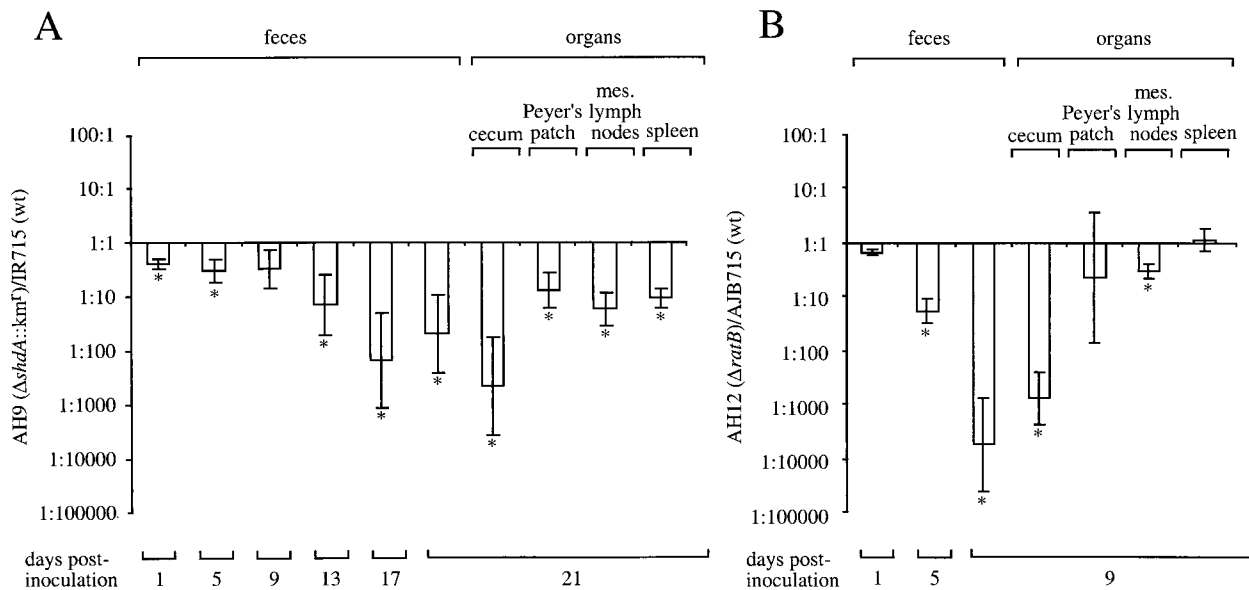 A
feces
organs
cecum
Peyer's patch
mes. lymph nodes
spleen
AH9 (ΔshdA::kmʳ)/IR715 (wt)
100:1
10:1
1:1
1:10
1:100
1:1000
1:10000
1:100000
*
*
*
*
*
*
*
*
*
days post-
inoculation
1 5 9 13 17 21
B
feces
organs
cecum
Peyer's patch
mes. lymph nodes
spleen
AH12 (ΔratB)/AJB715 (wt)
100:1
10:1
1:1
1:10
1:100
1:1000
1:10000
1:100000
*
*
*
*
days post-
inoculation
1 5 9